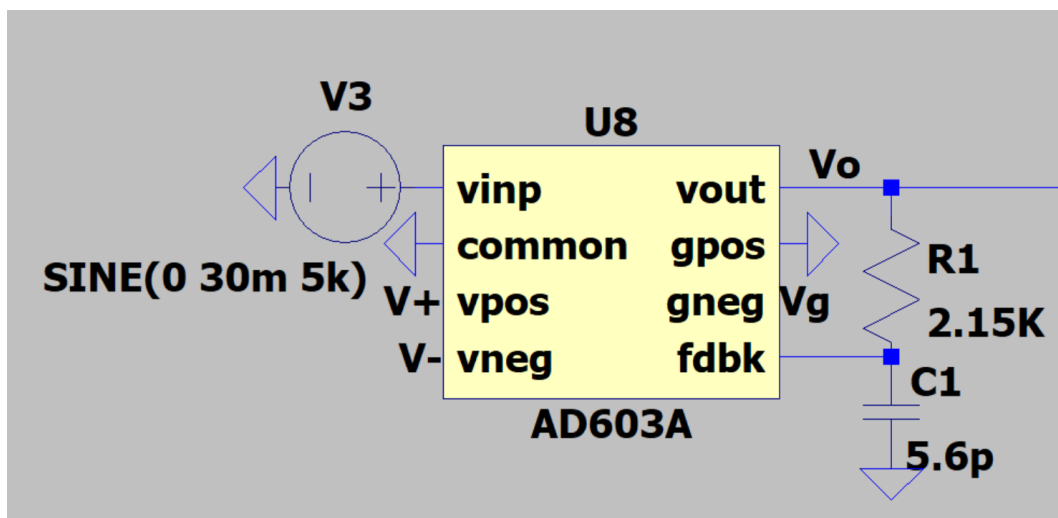 V3
U8
Vo
vinp
vout
common
gpos
R1
SINE(0 30m 5k)
V+
vpos
gneg
Vg
2.15K
V-
vneg
fdbk
C1
AD603A
5.6p